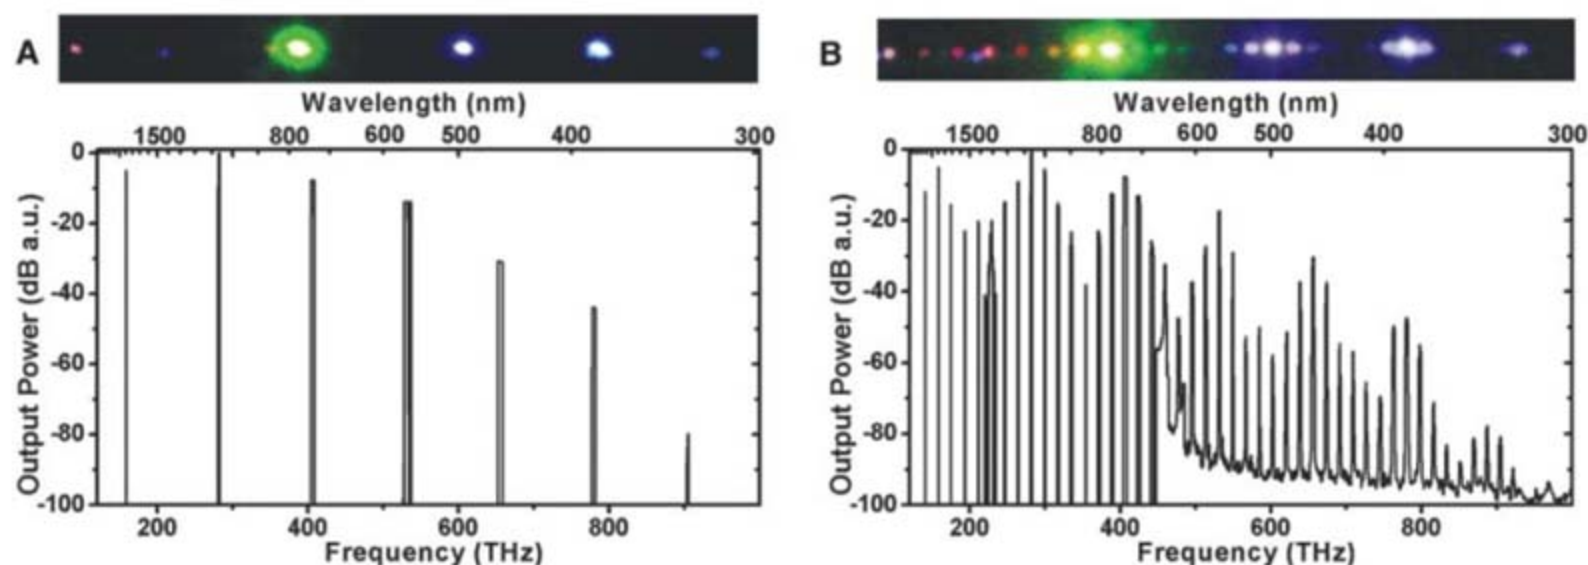 A
Wavelength (nm)
1500 800 600 500 400 300
0
-20
-40
-60
-80
-100
Output Power (dB a.u.)
200 400 600 800
Frequency (THz)
B
Wavelength (nm)
1500 800 600 500 400 300
0
-20
-40
-60
-80
-100
Output Power (dB a.u.)
200 400 600 800
Frequency (THz)